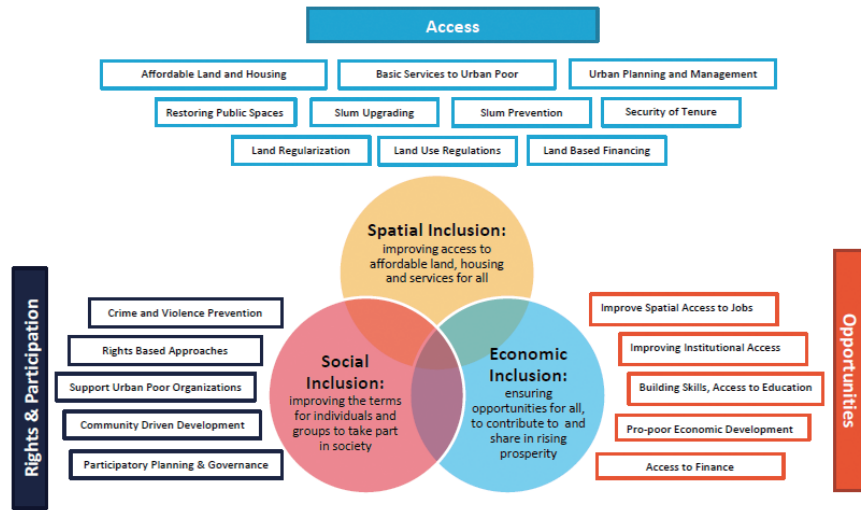 Access
Affordable Land and Housing
Basic Services to Urban Poor
Urban Planning and Management
Restoring Public Spaces
Slum Upgrading
Slum Prevention
Security of Tenure
Land Regularization
Land Use Regulations
Land Based Financing
Spatial Inclusion:
improving access to
affordable land, housing
and services for all
Rights & Participation
Crime and Violence Prevention
Rights Based Approaches
Support Urban Poor Organizations
Community Driven Development
Participatory Planning & Governance
Social
Inclusion:
improving the terms
for individuals and
groups to take part
in society
Economic
Inclusion:
ensuring
opportunities for all,
to contribute to and
share in rising
prosperity
Improve Spatial Access to Jobs
Improving Institutional Access
Building Skills, Access to Education
Pro-poor Economic Development
Access to Finance
Opportunities